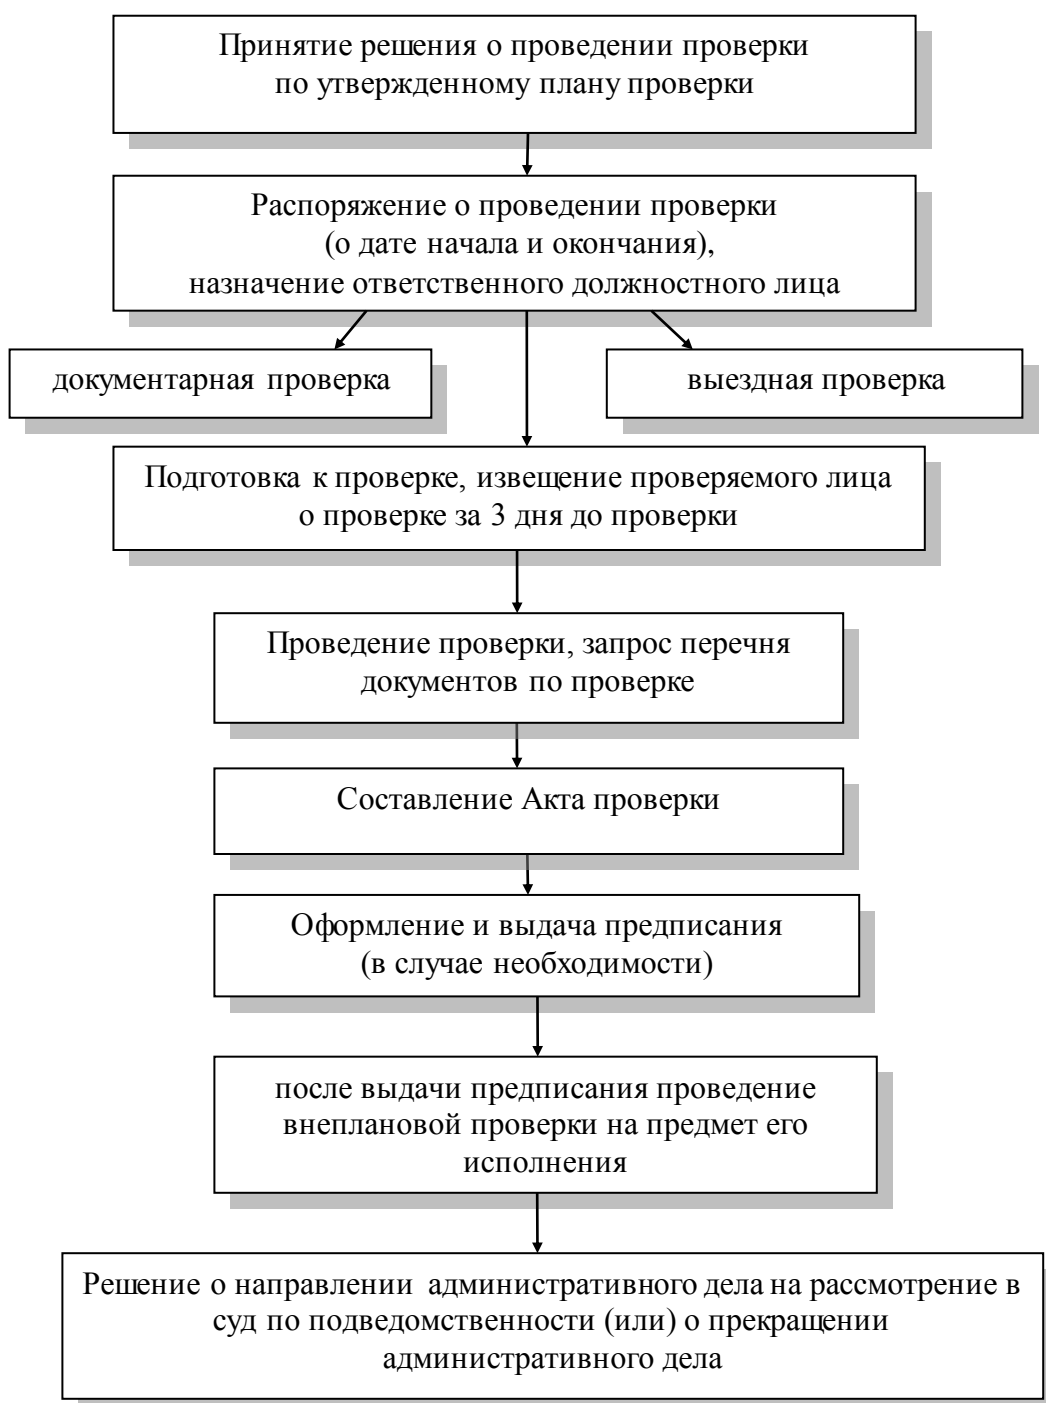 Принятие решения о проведении проверки
по утвержденному плану проверки
Распоряжение о проведении проверки
(о дате начала и окончания),
назначение ответственного должностного лица
документарная проверка
выездная проверка
Подготовка к проверке, извещение проверяемого лица
о проверке за 3 дня до проверки
Проведение проверки, запрос перечня
документов по проверке
Составление Акта проверки
Оформление и выдача предписания
(в случае необходимости)
после выдачи предписания проведение
внеплановой проверки на предмет его
исполнения
Решение о направлении административного дела на рассмотрение в
суд по подведомственности (или) о прекращении
административного дела